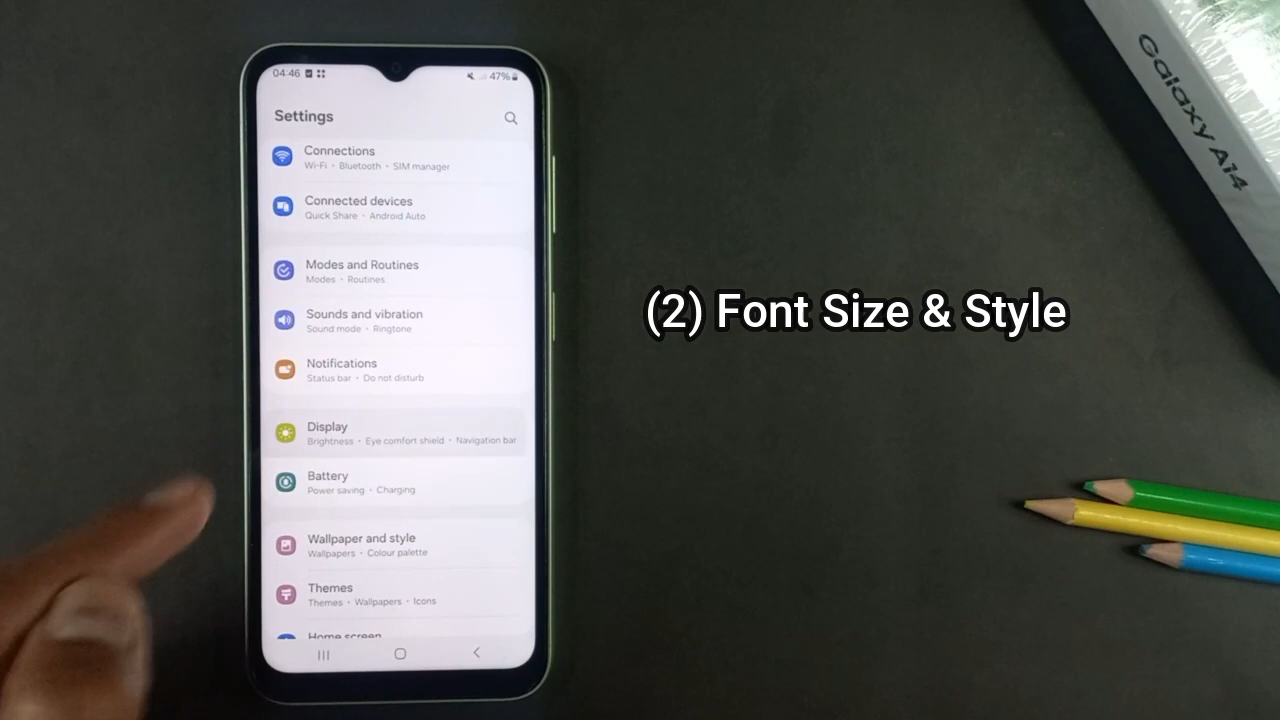 04:46
47%
Settings
Connections
Wi-Fi • Bluetooth • SIM manager
Connected devices
Quick Share • Android Auto
Modes and Routines
Modes • Routines
Sounds and vibration
Sound mode • Ringtone
Notifications
Status bar • Do not disturb
Display
Brightness • Eye comfort shield • Navigation bar
Battery
Power saving • Charging
Wallpaper and style
Wallpapers • Colour palette
Themes
Themes • Wallpapers • Icons
Home screen
(2) Font Size & Style
Galaxy A14